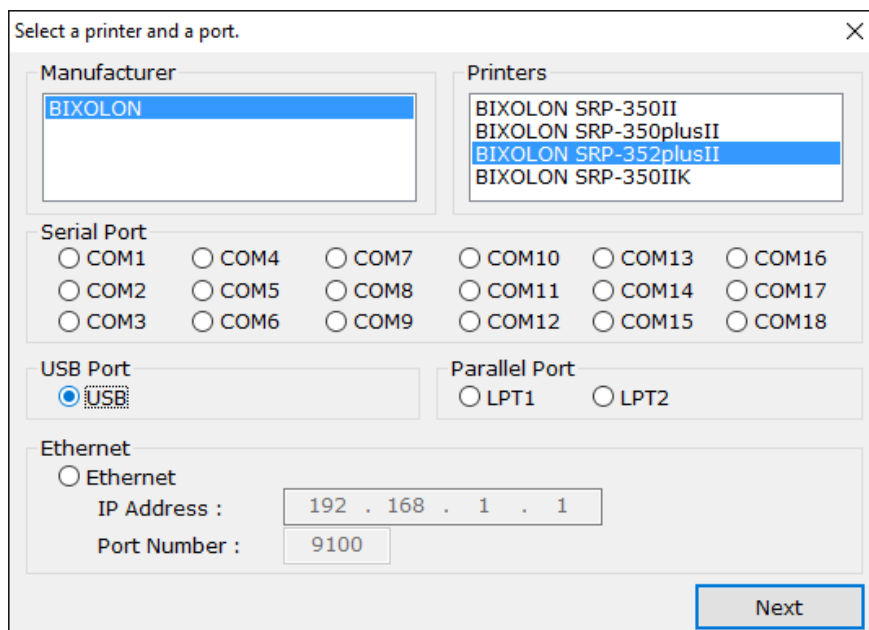 Select a printer and a port.
Manufacturer
BIXOLON
Printers
BIXOLON SRP-350II
BIXOLON SRP-350plusII
BIXOLON SRP-352plusII
BIXOLON SRP-350IIK
Serial Port
COM1 COM4 COM7 COM10 COM13 COM16
COM2 COM5 COM8 COM11 COM14 COM17
COM3 COM6 COM9 COM12 COM15 COM18
USB Port
USB
Parallel Port
LPT1 LPT2
Ethernet
Ethernet
IP Address : 192 . 168 . 1 . 1
Port Number : 9100
Next